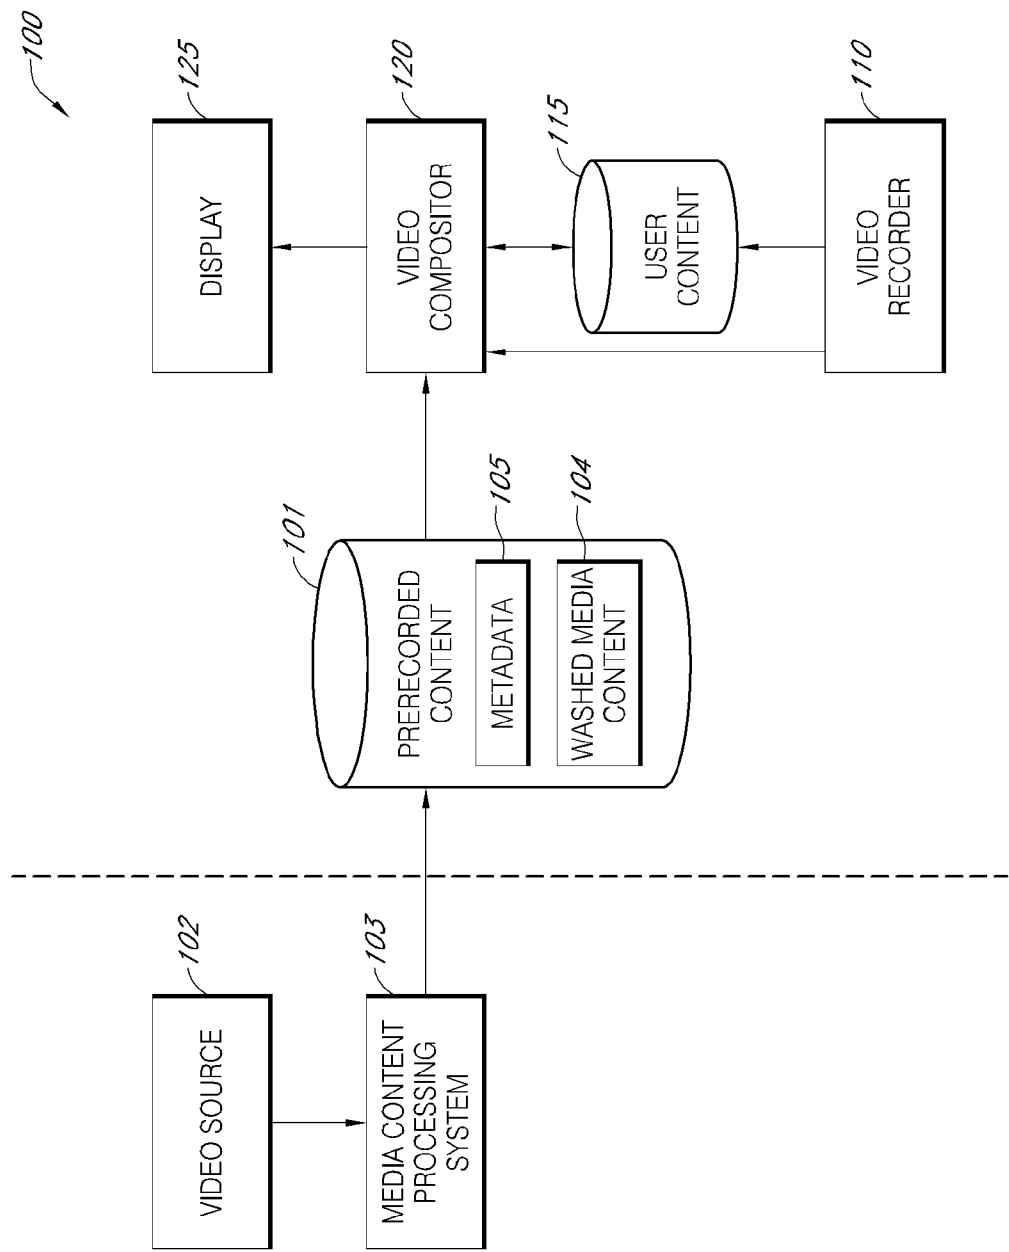 100
VIDEO SOURCE
102
MEDIA CONTENT
PROCESSING
SYSTEM
103
101
PRERECORDED
CONTENT
METADATA
105
WASHED MEDIA
CONTENT
104
DISPLAY
125
VIDEO
COMPOSITOR
120
USER
CONTENT
115
VIDEO
RECORDER
110